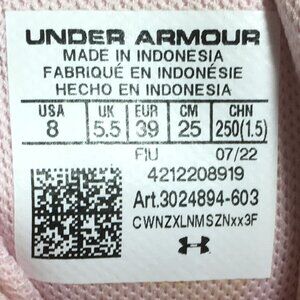 UNDER ARMOUR
MADE IN INDONESIA
FABRIQUÉ EN INDONÉSIE
HECHO EN INDONESIA
USA UK EUR CM CHN
8 5.5 39 25 250(1.5)
FIU 07/22
4212208919
Art.3024894-603
CWNZXLNMSZNxx3F